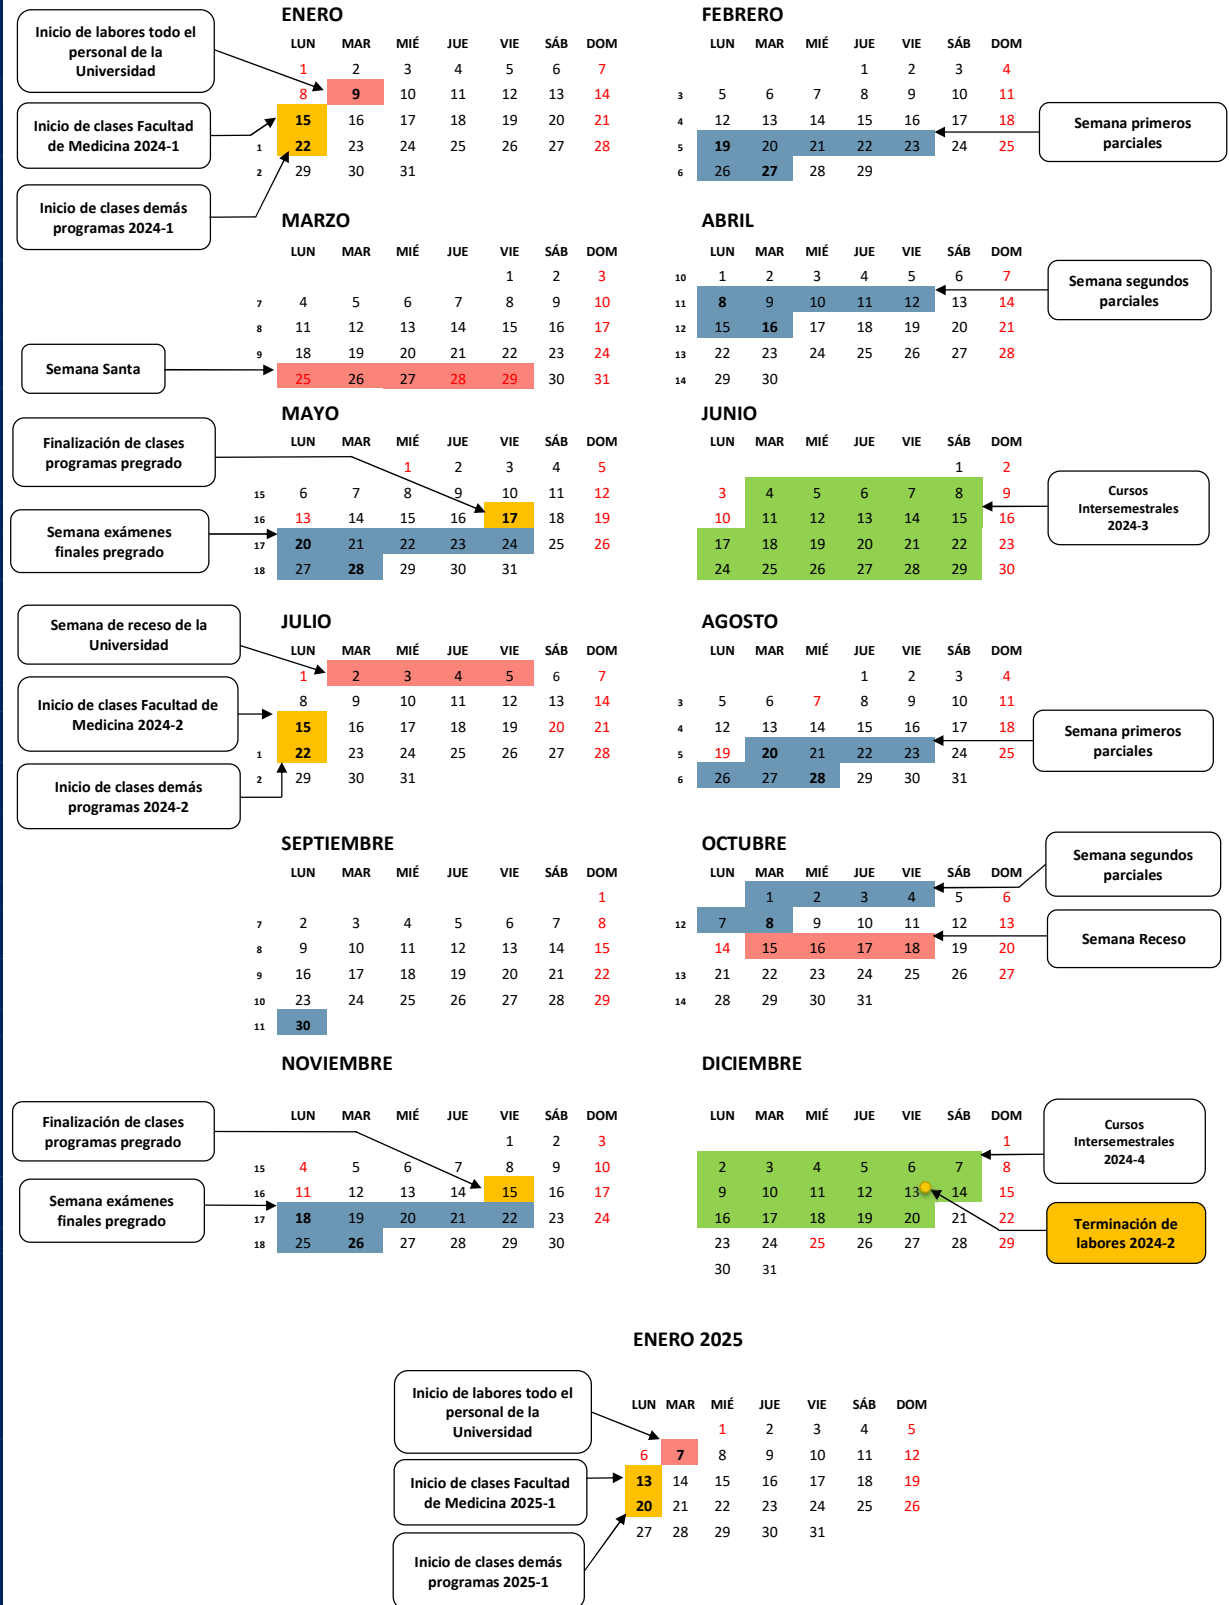 ENERO
LUN MAR MIÉ JUE VIE SÁB DOM
1 2 3 4 5 6 7
8 9 10 11 12 13 14
15 16 17 18 19 20 21
1 22 23 24 25 26 27 28
2 29 30 31
Inicio de labores todo el
personal de la
Universidad
Inicio de clases Facultad
de Medicina 2024-1
Inicio de clases demás
programas 2024-1
FEBRERO
LUN MAR MIÉ JUE VIE SÁB DOM
1 2 3 4
3 5 6 7 8 9 10 11
4 12 13 14 15 16 17 18
5 19 20 21 22 23 24 25
6 26 27 28 29
Semana primeros
parciales
MARZO
LUN MAR MIÉ JUE VIE SÁB DOM
1 2 3
7 4 5 6 7 8 9 10
8 11 12 13 14 15 16 17
9 18 19 20 21 22 23 24
25 26 27 28 29 30 31
Semana Santa
ABRIL
LUN MAR MIÉ JUE VIE SÁB DOM
10 1 2 3 4 5 6 7
11 8 9 10 11 12 13 14
12 15 16 17 18 19 20 21
13 22 23 24 25 26 27 28
14 29 30
Semana segundos
parciales
MAYO
LUN MAR MIÉ JUE VIE SÁB DOM
1 2 3 4 5
15 6 7 8 9 10 11 12
16 13 14 15 16 17 18 19
17 20 21 22 23 24 25 26
18 27 28 29 30 31
Finalización de clases
programas pregrado
Semana exámenes
finales pregrado
JUNIO
LUN MAR MIÉ JUE VIE SÁB DOM
1 2
3 4 5 6 7 8 9
10 11 12 13 14 15 16
17 18 19 20 21 22 23
24 25 26 27 28 29 30
Cursos
Intersemestrales
2024-3
JULIO
LUN MAR MIÉ JUE VIE SÁB DOM
1 2 3 4 5 6 7
8 9 10 11 12 13 14
15 16 17 18 19 20 21
1 22 23 24 25 26 27 28
2 29 30 31
Semana de receso de la
Universidad
Inicio de clases Facultad de
Medicina 2024-2
Inicio de clases demás
programas 2024-2
AGOSTO
LUN MAR MIÉ JUE VIE SÁB DOM
1 2 3 4
3 5 6 7 8 9 10 11
4 12 13 14 15 16 17 18
5 19 20 21 22 23 24 25
6 26 27 28 29 30 31
Semana primeros
parciales
SEPTIEMBRE
LUN MAR MIÉ JUE VIE SÁB DOM
1
7 2 3 4 5 6 7 8
8 9 10 11 12 13 14 15
9 16 17 18 19 20 21 22
10 23 24 25 26 27 28 29
11 30
OCTUBRE
LUN MAR MIÉ JUE VIE SÁB DOM
1 2 3 4 5 6
12 7 8 9 10 11 12 13
14 15 16 17 18 19 20
13 21 22 23 24 25 26 27
14 28 29 30 31
Semana segundos
parciales
Semana Receso
NOVIEMBRE
LUN MAR MIÉ JUE VIE SÁB DOM
1 2 3
15 4 5 6 7 8 9 10
16 11 12 13 14 15 16 17
17 18 19 20 21 22 23 24
18 25 26 27 28 29 30
Finalización de clases
programas pregrado
Semana exámenes
finales pregrado
DICIEMBRE
LUN MAR MIÉ JUE VIE SÁB DOM
1
2 3 4 5 6 7 8
9 10 11 12 13 14 15
16 17 18 19 20 21 22
23 24 25 26 27 28 29
30 31
Cursos
Intersemestrales
2024-4
Terminación de
labores 2024-2
ENERO 2025
LUN MAR MIÉ JUE VIE SÁB DOM
1 2 3 4 5
6 7 8 9 10 11 12
13 14 15 16 17 18 19
20 21 22 23 24 25 26
27 28 29 30 31
Inicio de labores todo el
personal de la
Universidad
Inicio de clases Facultad
de Medicina 2025-1
Inicio de clases demás
programas 2025-1